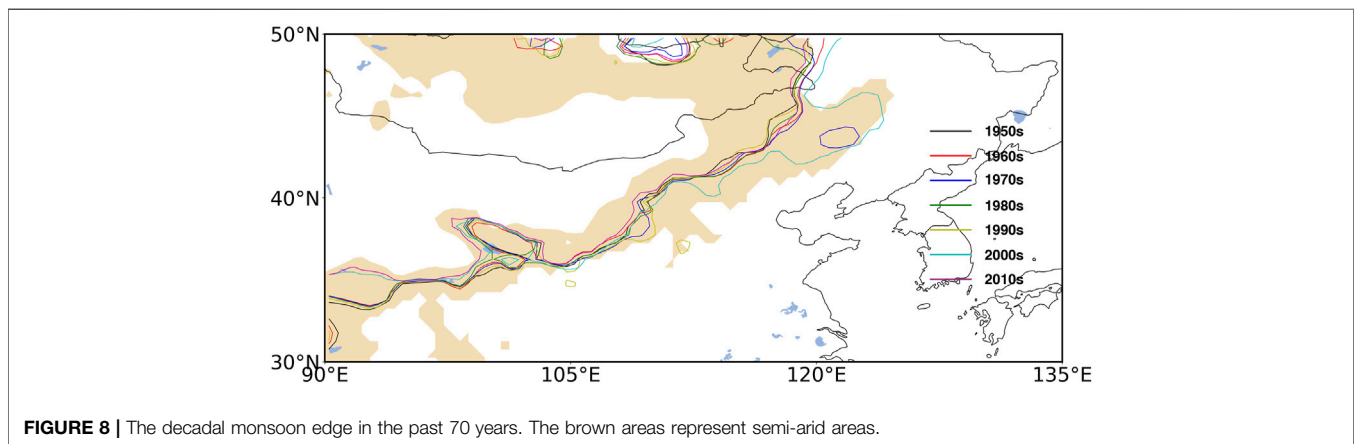 50°N
1950s
1960s
1970s
40°N
1980s
1990s
2000s
2010s
30°N
90°E 105°E 120°E 135°E
FIGURE 8 | The decadal monsoon edge in the past 70 years. The brown areas represent semi-arid areas.